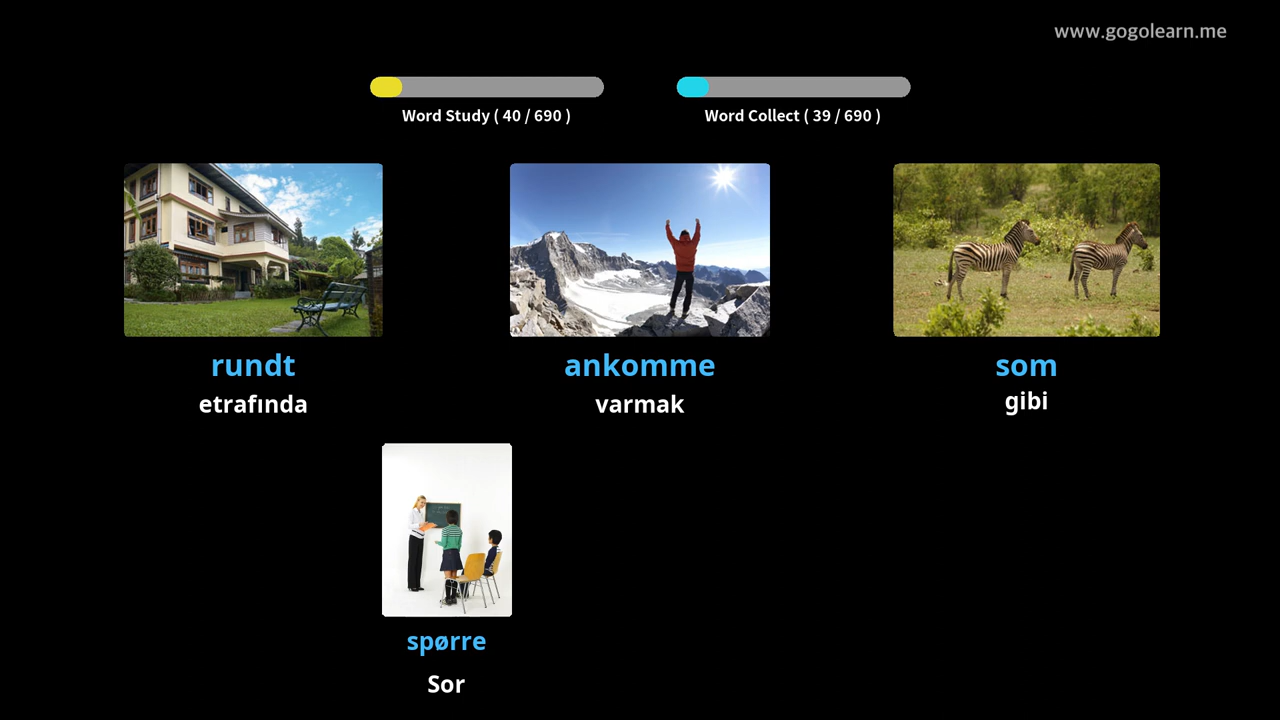 www.gogolearn.me
Word Study ( 40 / 690 )
Word Collect ( 39 / 690 )
rundt
etrafında
ankomme
varmak
som
gibi
spørre
Sor